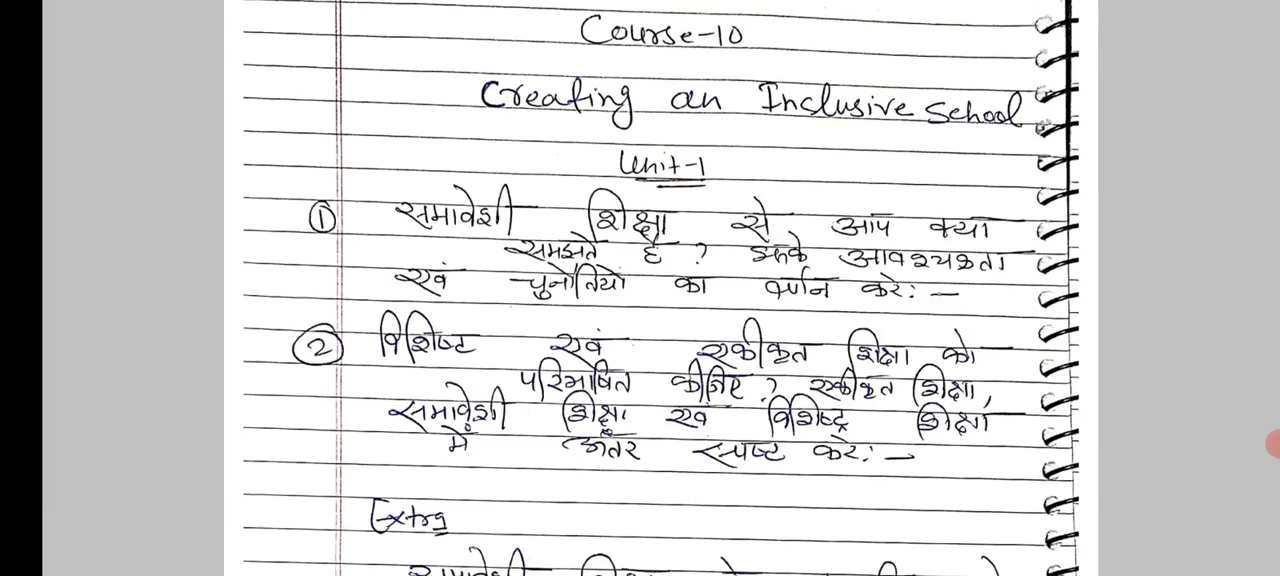 Course-10
Creating an Inclusive School
Unit-1
① समावेशी शिक्षा से आप क्या
समझते है ? इनके आवश्यकता
एवं चुनौतियो का वर्णन करे: -
② विशिष्ट एवं एकीकृत शिक्षा को
परिभाषित कीजिए ? एकीकृत शिक्षा,
समावेशी शिक्षा एवं विशिष्ट शिक्षा
में अंतर स्पष्ट करे: -
Extra